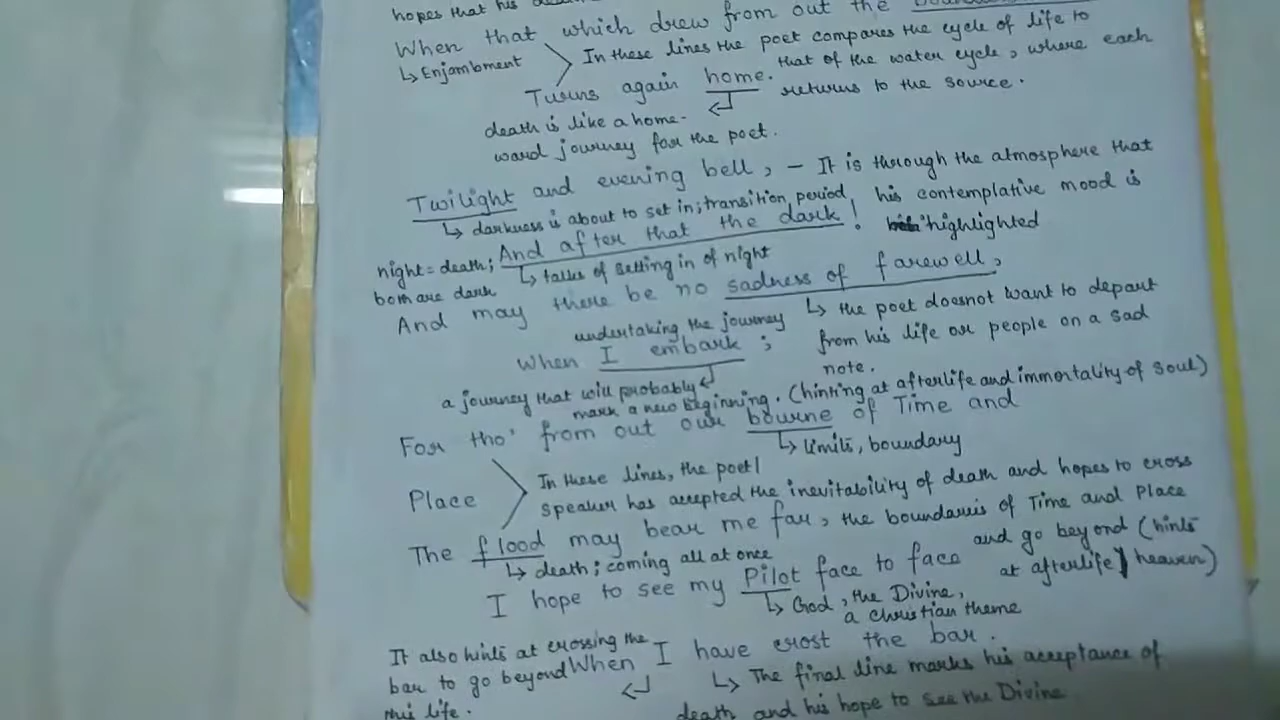 hopes that his
When that which drew from out the
↳ Enjambment
In these lines the poet compares the cycle of life to
that of the water cycle, where each
returns to the source.
Turns again home.
death is like a home-
ward journey for the poet.
Twilight and evening bell, - It is through the atmosphere that
↳ darkness is about to set in; transition period
his contemplative mood is
highlighted
And after that the dark!
night = death;
both are dark
↳ talks of setting in of night
And may there be no sadness of farewell,
↳ the poet doesnot want to depart
from his life or people on a sad
note.
undertaking the journey
When I embark;
a journey that will probably
mark a new beginning. (hinting at afterlife and immortality of soul)
For tho' from out our bourne of Time and
↳ limits, boundary
Place
In these lines, the poet/
speaker has accepted the inevitability of death and hopes to cross
the boundaries of Time and Place
and go beyond (hints
at afterlife/heaven)
The flood may bear me far,
↳ death; coming all at once
I hope to see my Pilot face to face
↳ God, the Divine,
a Christian theme
It also hints at crossing the
bar to go beyond
this life.
When I have crost the bar.
↳ The final line marks his acceptance of
death and his hope to see the Divine